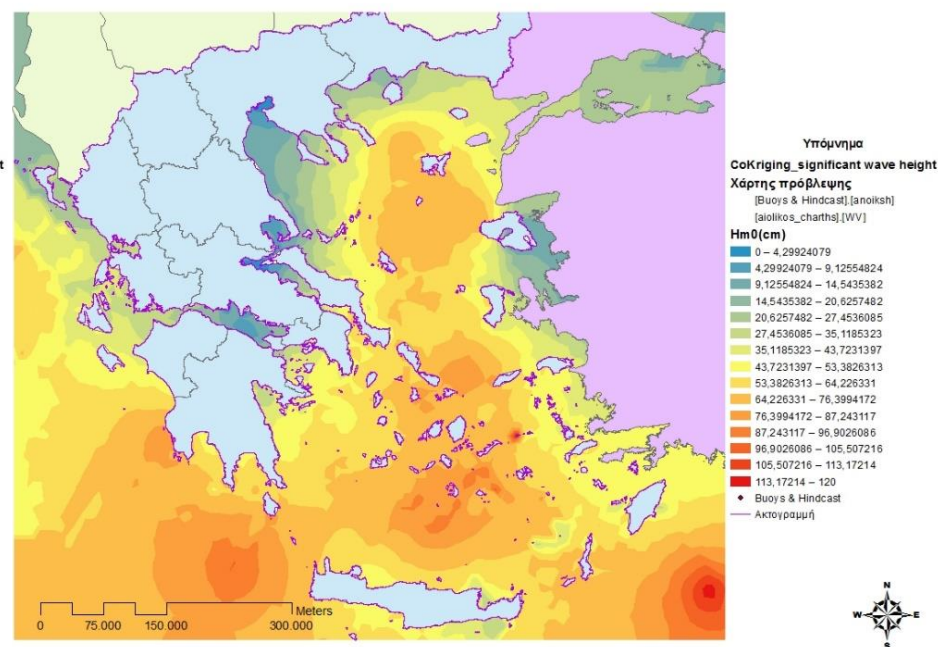 t
Υπόμνημα
CoKriging_significant wave height
Χάρτης πρόβλεψης
[Buoys & Hindcast].[anoiksh]
[aiolikos_charths].[WV]
Hm0(cm)
0 – 4,29924079
4,29924079 – 9,12554824
9,12554824 – 14,5435382
14,5435382 – 20,6257482
20,6257482 – 27,4536085
27,4536085 – 35,1185323
35,1185323 – 43,7231397
43,7231397 – 53,3826313
53,3826313 – 64,226331
64,226331 – 76,3994172
76,3994172 – 87,243117
87,243117 – 96,9026086
96,9026086 – 105,507216
105,507216 – 113,17214
113,17214 – 120
Buoys & Hindcast
Ακτογραμμή
Meters
0 75.000 150.000 300.000
N
W E
S